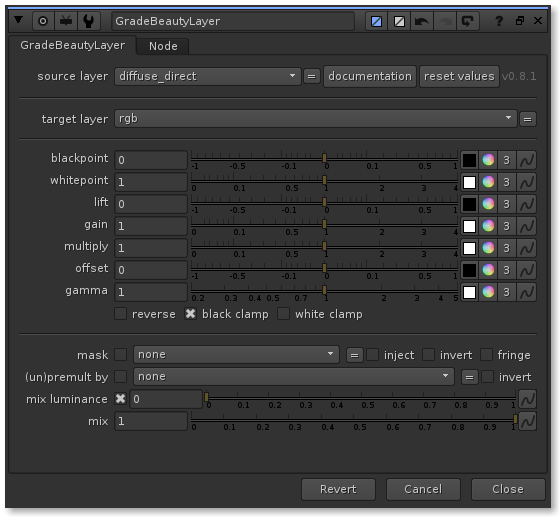 GradeBeautyLayer
GradeBeautyLayer Node
source layer diffuse_direct = documentation reset values v0.8.1
target layer rgb =
blackpoint 0 -1 -0.5 -0.1 0 0.1 0.5 1 3
whitepoint 1 0 0.1 0.5 1 2 3 4 3
lift 0 -1 -0.5 -0.1 0 0.1 0.5 1 3
gain 1 0 0.1 0.5 1 2 3 4 3
multiply 1 0 0.1 0.5 1 2 3 4 3
offset 0 -1 -0.5 -0.1 0 0.1 0.5 1 3
gamma 1 0.2 0.3 0.4 0.5 0.7 1 2 3 4 5 3
reverse black clamp white clamp
mask none = inject invert fringe
(un)premult by none = invert
mix luminance 0 0 0.1 0.2 0.3 0.4 0.5 0.6 0.7 0.8 0.9 1
mix 1 0 0.1 0.2 0.3 0.4 0.5 0.6 0.7 0.8 0.9 1
Revert Cancel Close